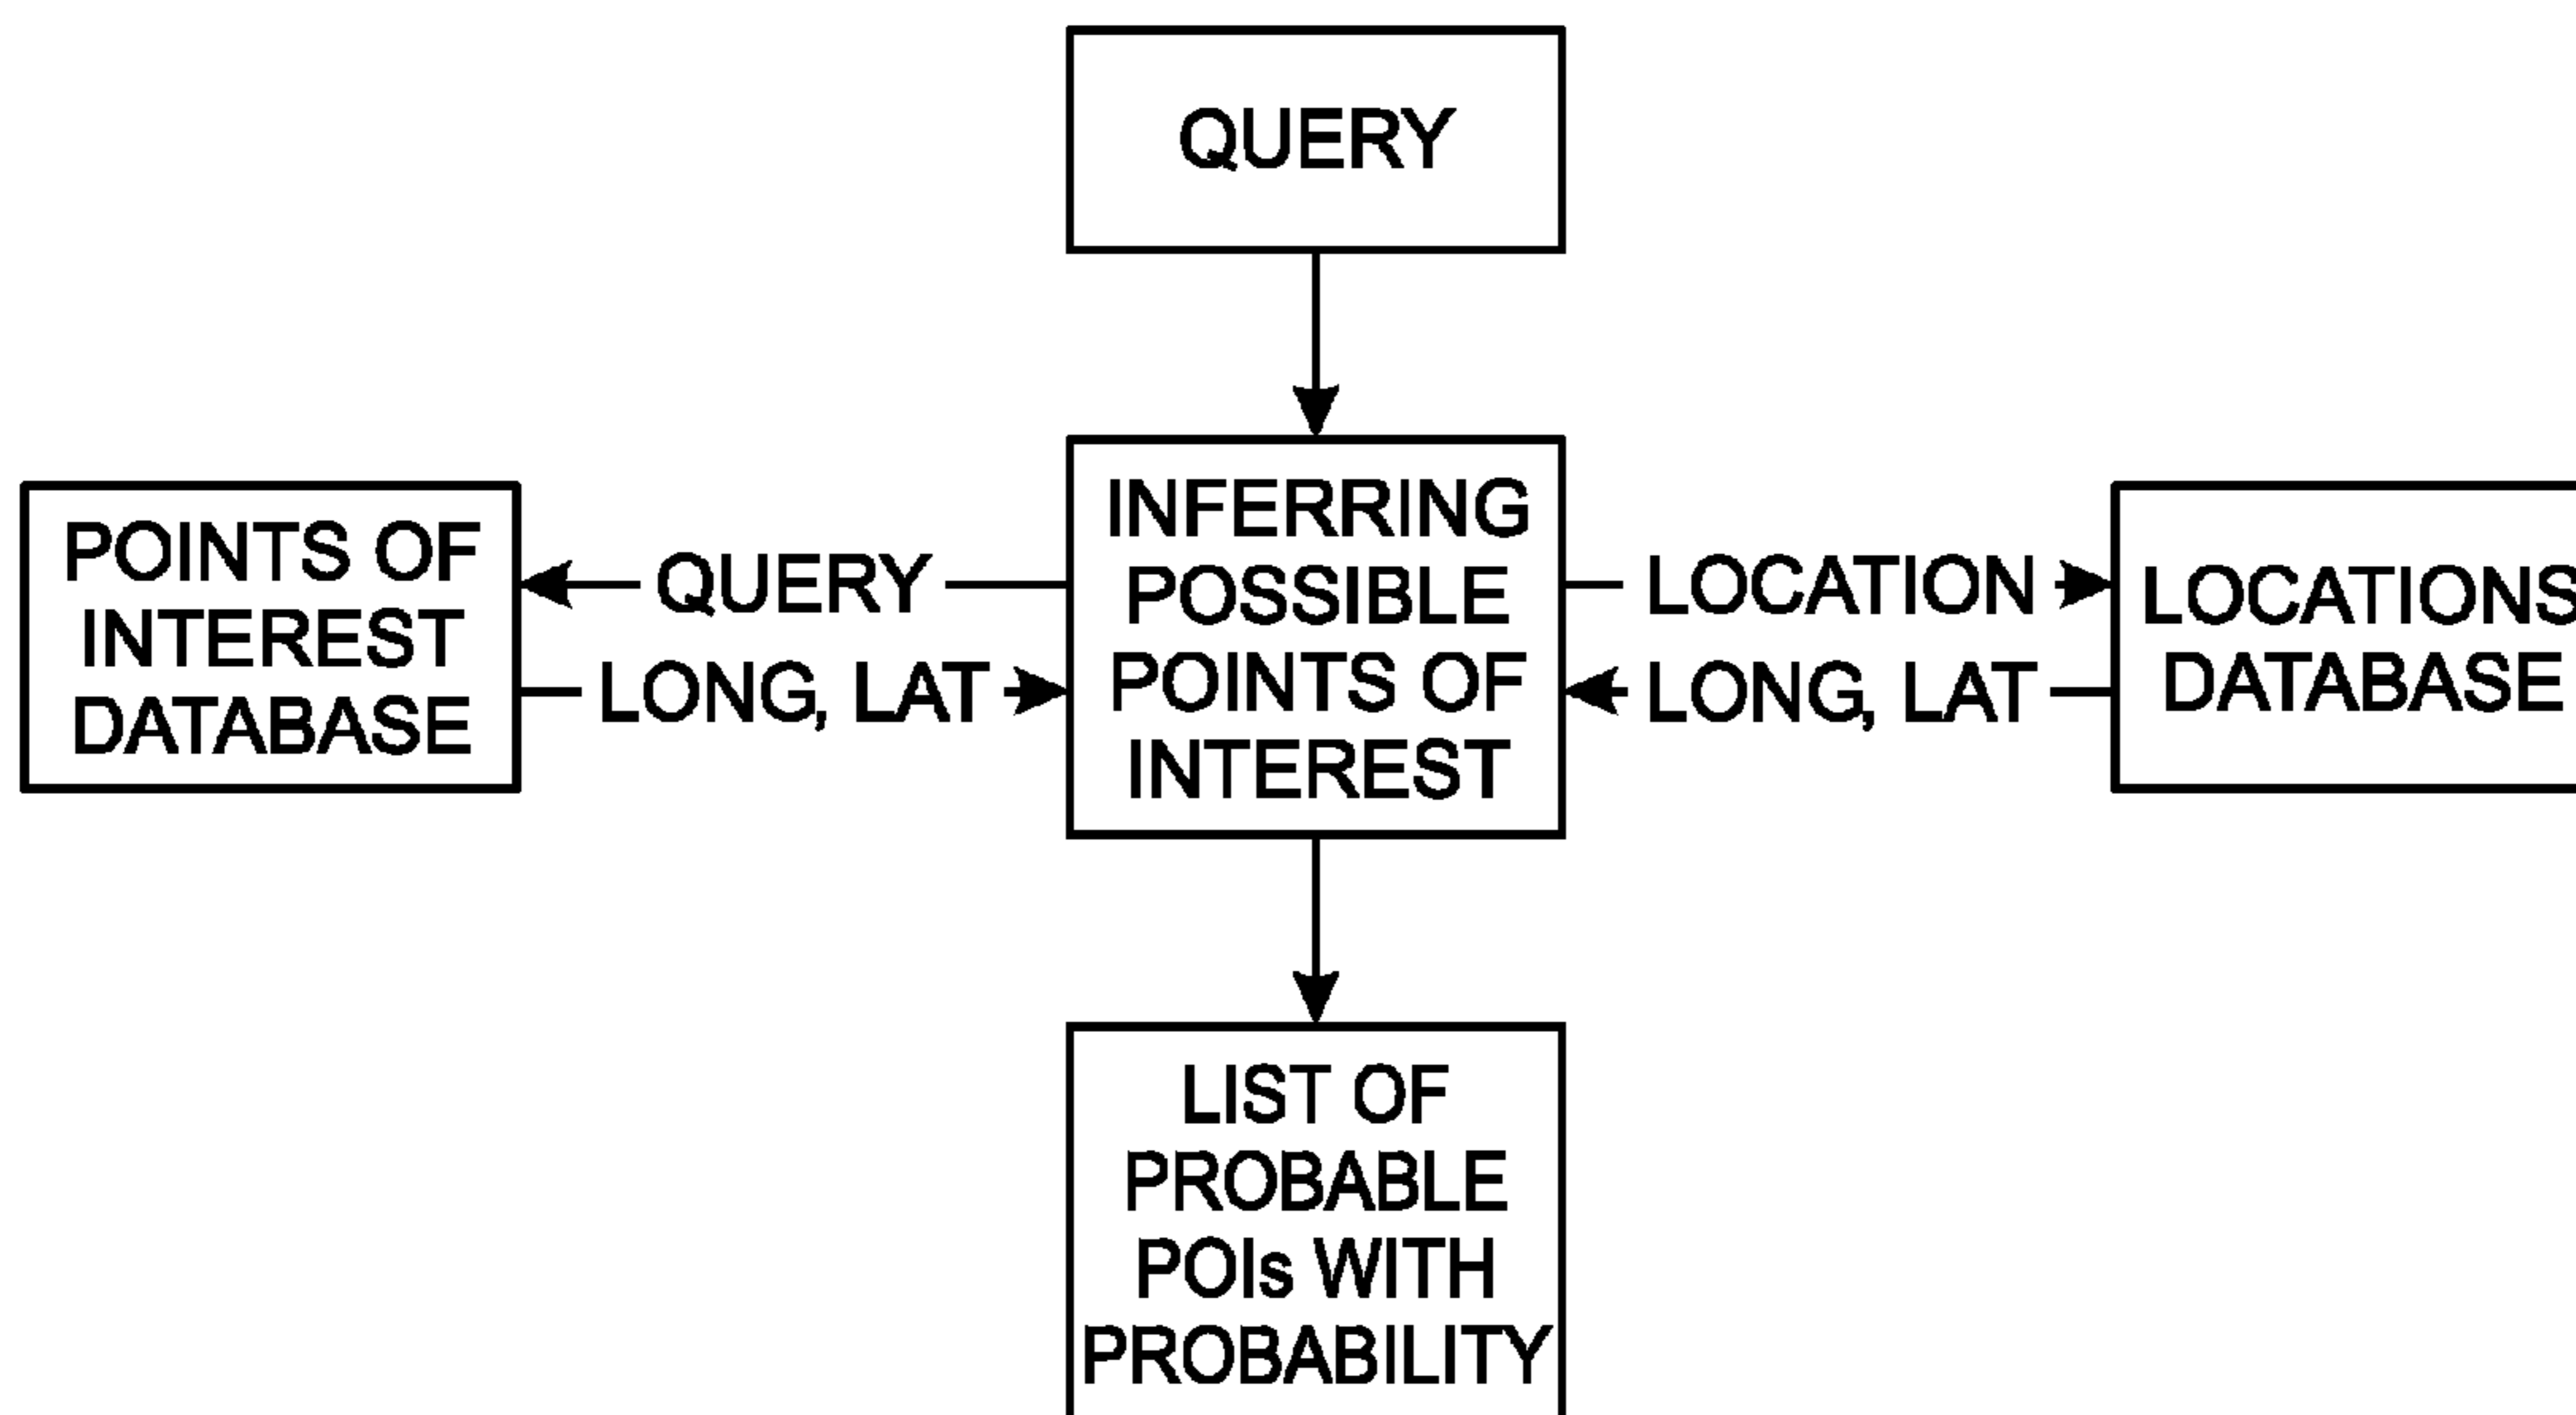 QUERY
POINTS OF
INTEREST
DATABASE
QUERY
LONG, LAT
INFERRING
POSSIBLE
POINTS OF
INTEREST
LOCATION
LONG, LAT
LOCATIONS
DATABASE
LIST OF
PROBABLE
POIs WITH
PROBABILITY